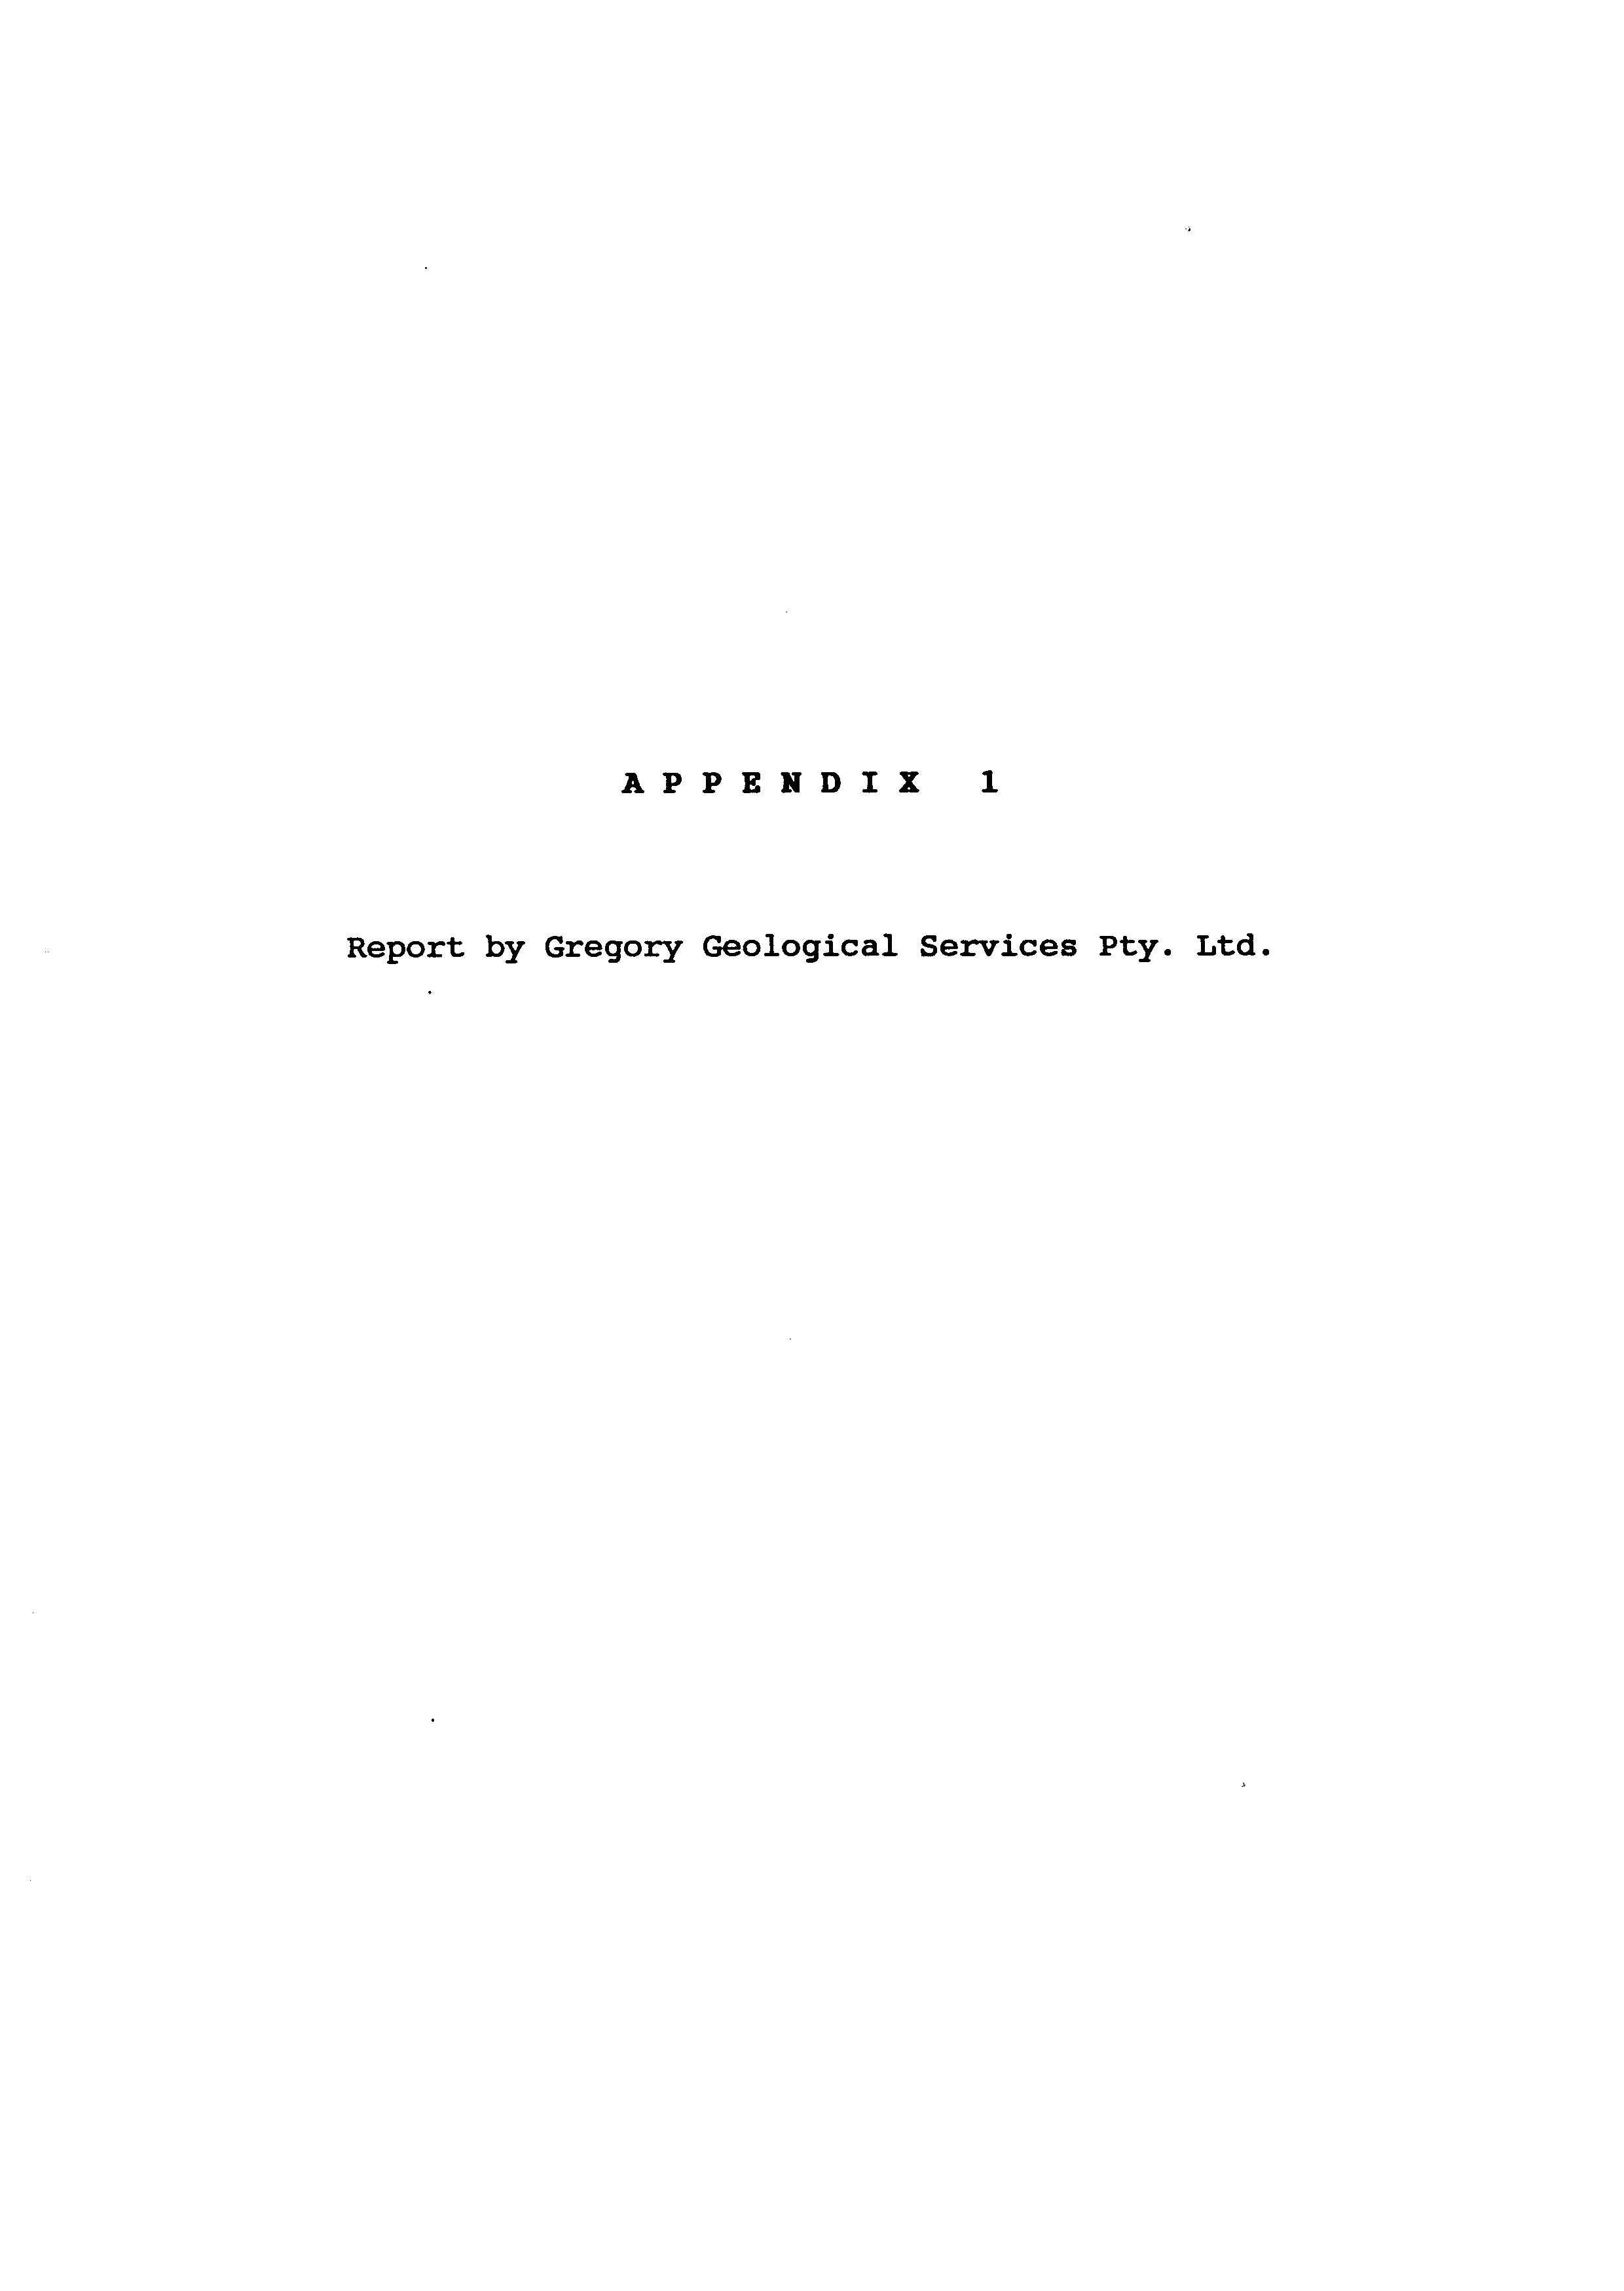 A P P E N D I X 1
Report by Gregory Geological Services Pty. Ltd.